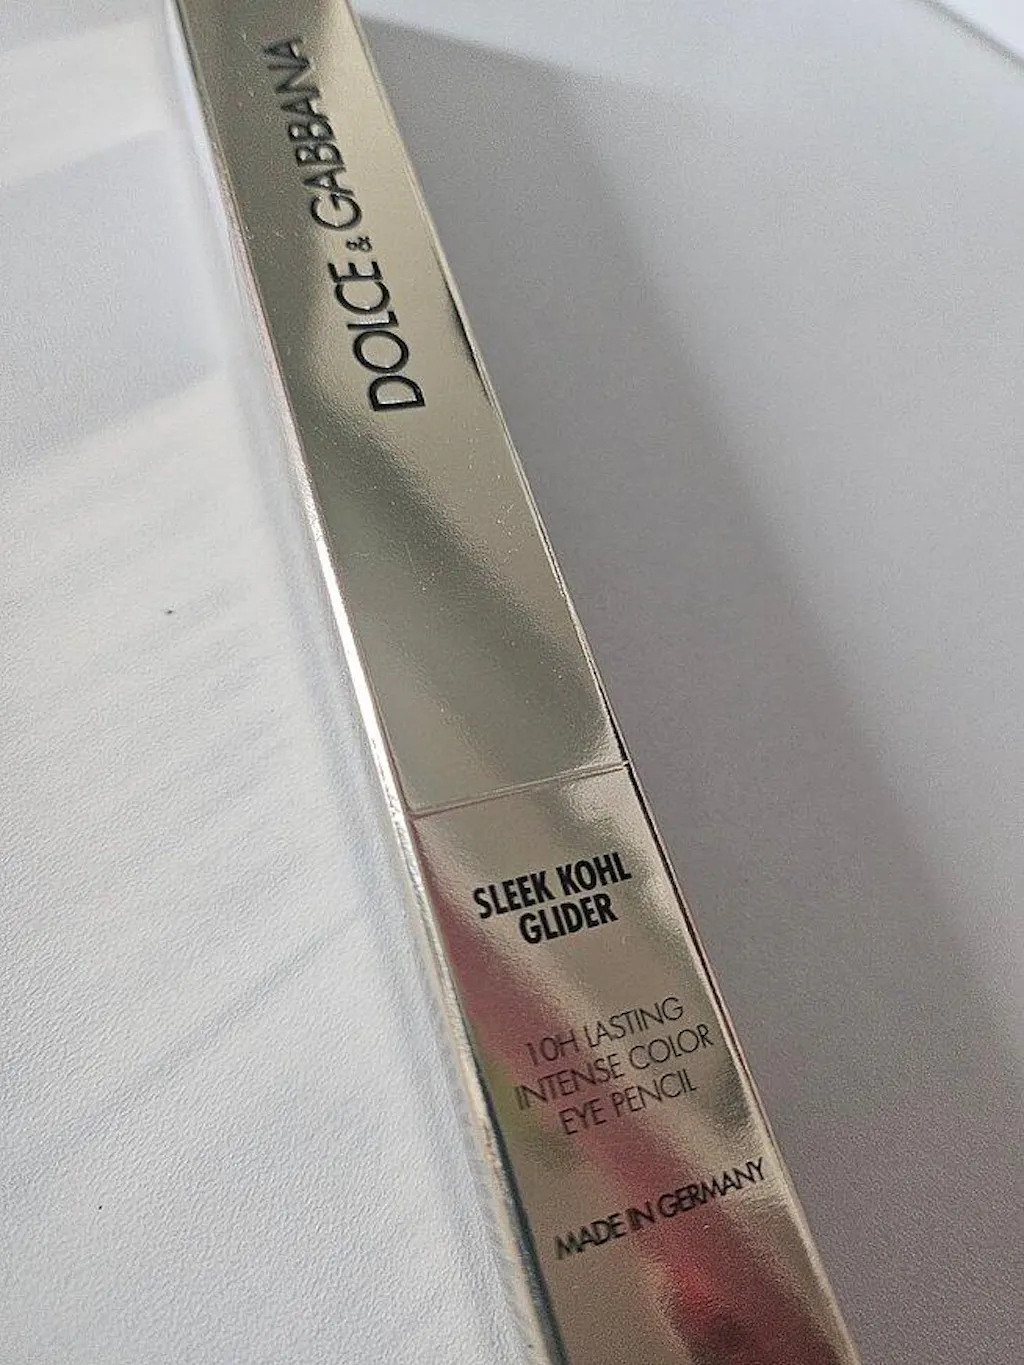 DOLCE & GABBANA
SLEEK KOHL
GLIDER
10H LASTING
INTENSE COLOR
EYE PENCIL
MADE IN GERMANY